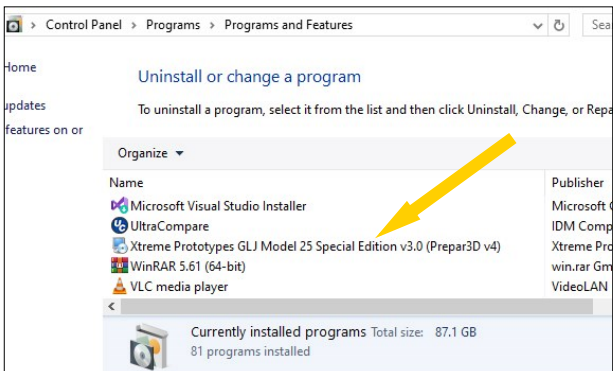 Control Panel > Programs > Programs and Features
Sea
Home
Uninstall or change a program
updates
To uninstall a program, select it from the list and then click Uninstall, Change, or Repa
features on or
Organize
Name Publisher
Microsoft Visual Studio Installer Microsoft C
UltraCompare IDM Comp
Xtreme Prototypes GLJ Model 25 Special Edition v3.0 (Prepar3D v4) Xtreme Pro
WinRAR 5.61 (64-bit) win.rar Gm
VLC media player VideoLAN
Currently installed programs Total size: 87.1 GB
81 programs installed